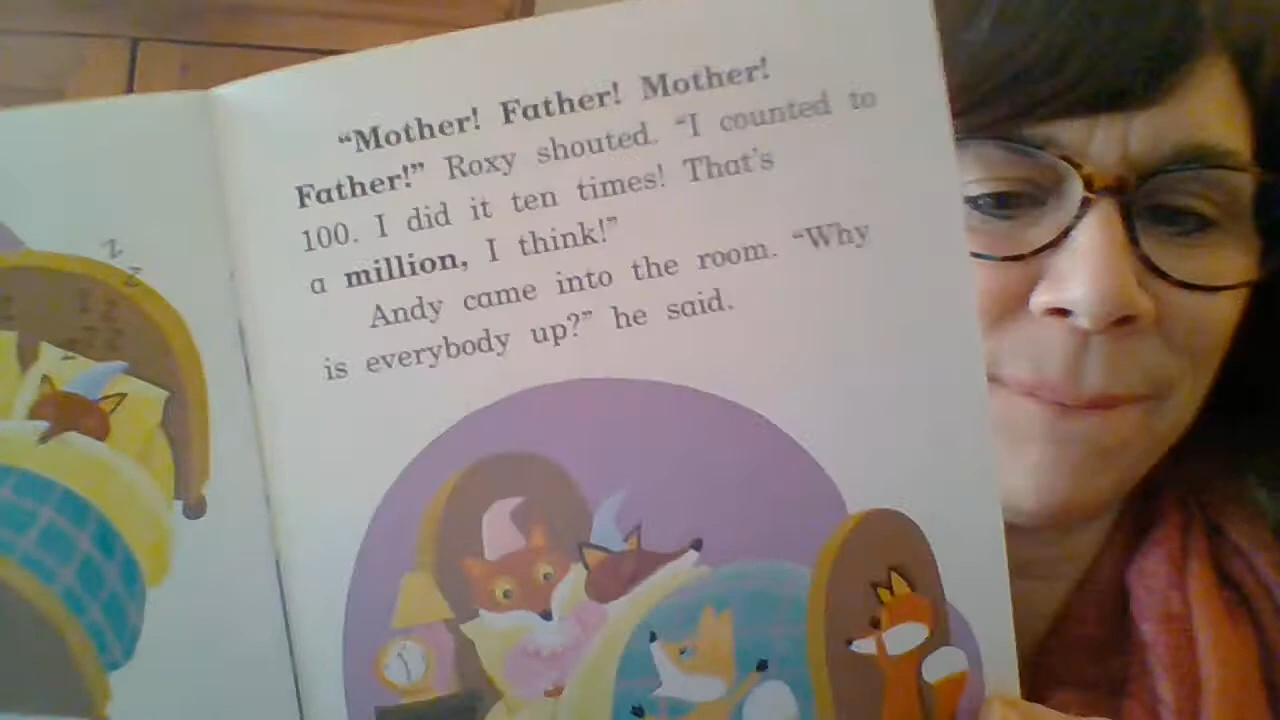 “Mother! Father! Mother!
Father!” Roxy shouted. “I counted to
100. I did it ten times! That’s
a million, I think!”
Andy came into the room. “Why
is everybody up?” he said.
z
z